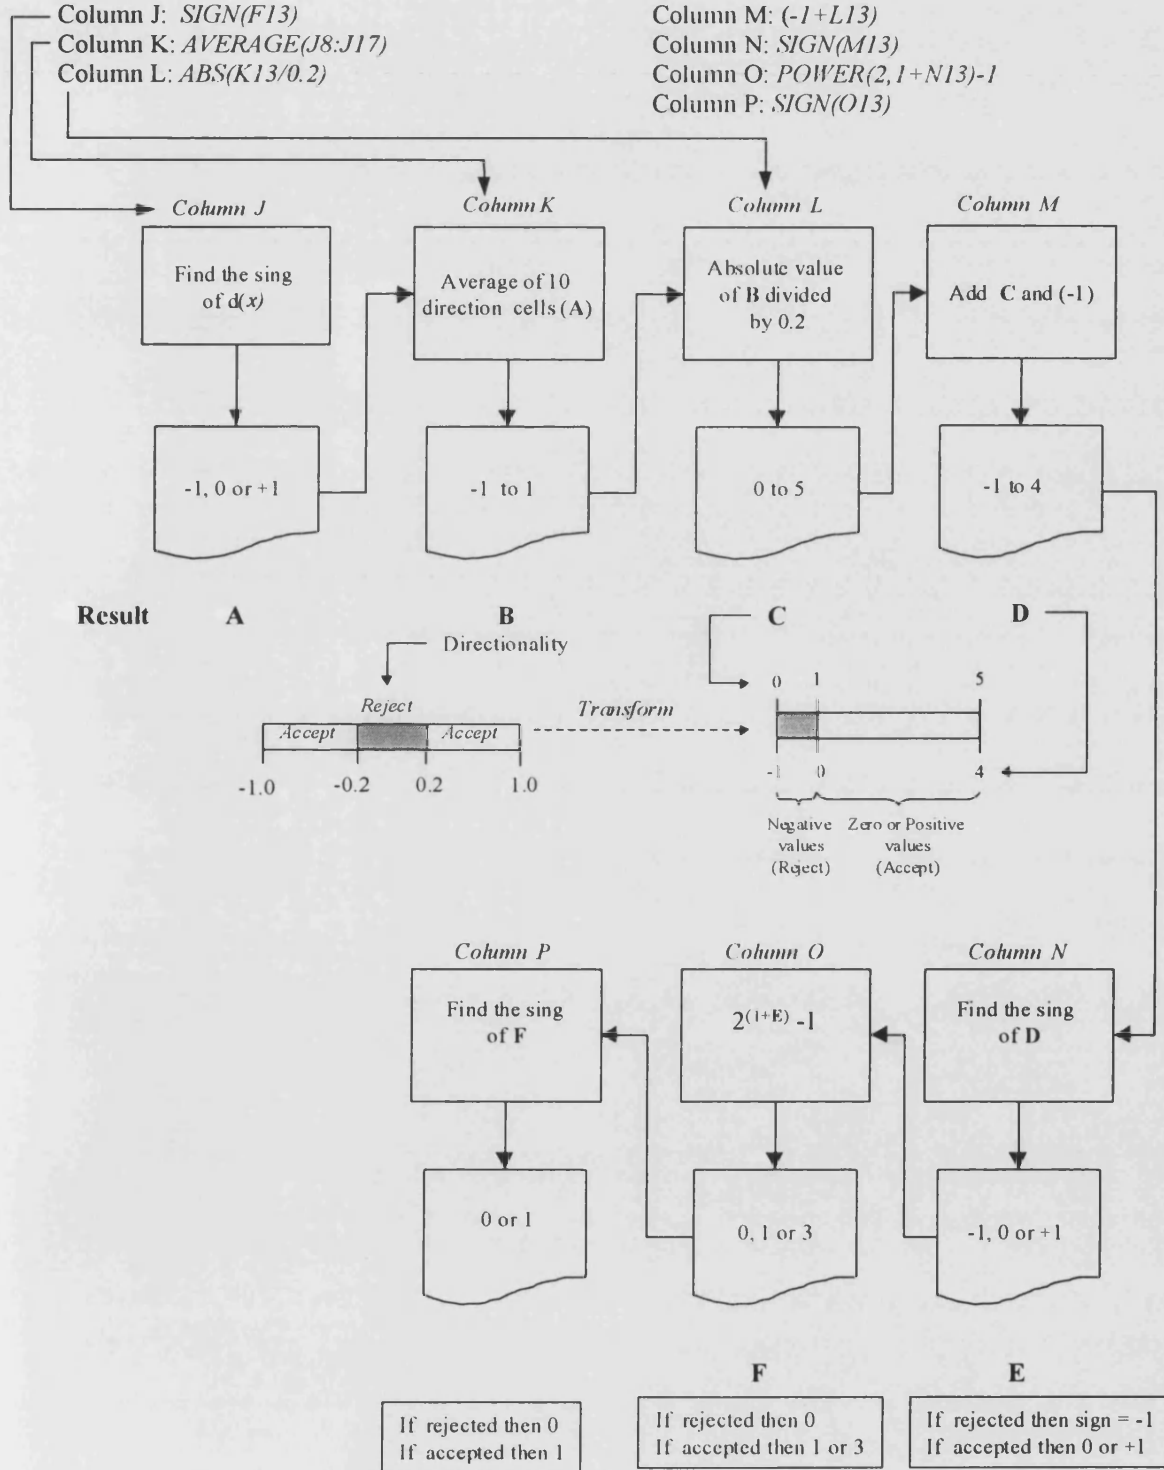 Column J: SIGN(F13)
Column K: AVERAGE(J8:J17)
Column L: ABS(K13/0.2)
Column M: (-1+L13)
Column N: SIGN(M13)
Column O: POWER(2,1+N13)-1
Column P: SIGN(O13)
Column J
Column K
Column L
Column M
Find the sing
of d(x)
Average of 10
direction cells (A)
Absolute value
of B divided
by 0.2
Add C and (-1)
-1, 0 or +1
-1 to 1
0 to 5
-1 to 4
Result A B C D
Directionality
Reject
Accept
Accept
-1.0 -0.2 0.2 1.0
Transform
0 1 5
-1 0 4
Negative
values
(Reject)
Zero or Positive
values
(Accept)
Column P
Column O
Column N
Find the sing
of F
2(1+E) -1
Find the sing
of D
0 or 1
0, 1 or 3
-1, 0 or +1
F E
If rejected then 0
If accepted then 1
If rejected then 0
If accepted then 1 or 3
If rejected then sign = -1
If accepted then 0 or +1